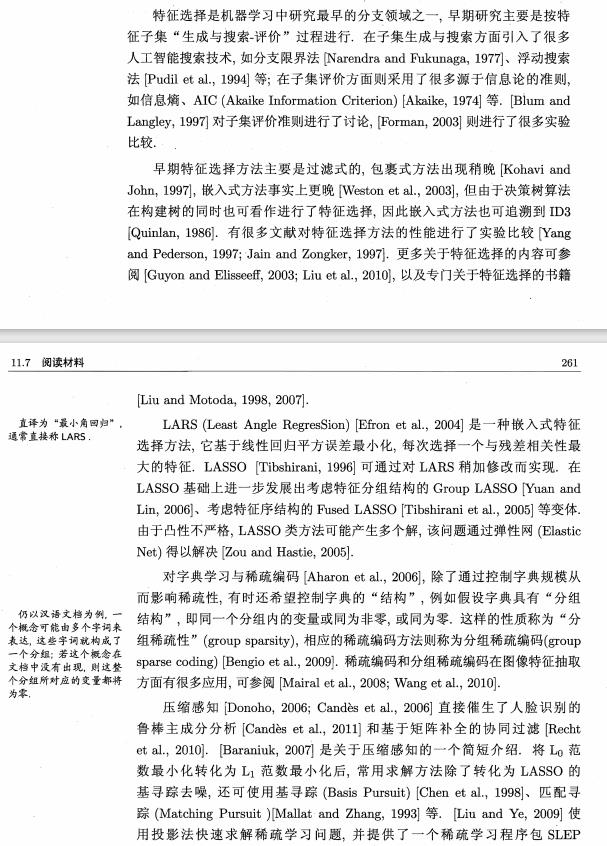 特征选择是机器学习中研究最早的分支领域之一, 早期研究主要是按特
征子集“生成与搜索-评价”过程进行. 在子集生成与搜索方面引入了很多
人工智能搜索技术, 如分支限界法 [Narendra and Fukunaga, 1977]、浮动搜索
法 [Pudil et al., 1994] 等; 在子集评价方面则采用了很多源于信息论的准则,
如信息熵、AIC (Akaike Information Criterion) [Akaike, 1974] 等. [Blum and
Langley, 1997] 对子集评价准则进行了讨论, [Forman, 2003] 则进行了很多实验
比较.
早期特征选择方法主要是过滤式的, 包裹式方法出现稍晚 [Kohavi and
John, 1997], 嵌入式方法事实上更晚 [Weston et al., 2003], 但由于决策树算法
在构建树的同时也可看作进行了特征选择, 因此嵌入式方法也可追溯到 ID3
[Quinlan, 1986]. 有很多文献对特征选择方法的性能进行了实验比较 [Yang
and Pederson, 1997; Jain and Zongker, 1997]. 更多关于特征选择的内容可参
阅 [Guyon and Elisseeff, 2003; Liu et al., 2010], 以及专门关于特征选择的书籍
11.7 阅读材料 261
[Liu and Motoda, 1998, 2007].
直译为“最小角回归”,
通常直接称 LARS .
LARS (Least Angle RegresSion) [Efron et al., 2004] 是一种嵌入式特征
选择方法, 它基于线性回归平方误差最小化, 每次选择一个与残差相关性最
大的特征. LASSO [Tibshirani, 1996] 可通过对 LARS 稍加修改而实现. 在
LASSO 基础上进一步发展出考虑特征分组结构的 Group LASSO [Yuan and
Lin, 2006]、考虑特征序结构的 Fused LASSO [Tibshirani et al., 2005] 等变体.
由于凸性不严格, LASSO 类方法可能产生多个解, 该问题通过弹性网 (Elastic
Net) 得以解决 [Zou and Hastie, 2005].
对字典学习与稀疏编码 [Aharon et al., 2006], 除了通过控制字典规模从
而影响稀疏性, 有时还希望控制字典的“结构”, 例如假设字典具有“分组
结构”, 即同一个分组内的变量或同为非零, 或同为零. 这样的性质称为“分
组稀疏性” (group sparsity), 相应的稀疏编码方法则称为分组稀疏编码(group
sparse coding) [Bengio et al., 2009]. 稀疏编码和分组稀疏编码在图像特征抽取
方面有很多应用, 可参阅 [Mairal et al., 2008; Wang et al., 2010].
仍以汉语文档为例, 一
个概念可能由多个字词来
表达, 这些字词就构成了
一个分组; 若这个概念在
文档中没有出现, 则这整
个分组所对应的变量都将
为零.
压缩感知 [Donoho, 2006; Candès et al., 2006] 直接催生了人脸识别的
鲁棒主成分分析 [Candès et al., 2011] 和基于矩阵补全的协同过滤 [Recht
et al., 2010]. [Baraniuk, 2007] 是关于压缩感知的一个简短介绍. 将 L₀ 范
数最小化转化为 L₁ 范数最小化后, 常用求解方法除了转化为 LASSO 的
基寻踪去噪, 还可使用基寻踪 (Basis Pursuit) [Chen et al., 1998]、匹配寻
踪 (Matching Pursuit )[Mallat and Zhang, 1993] 等. [Liu and Ye, 2009] 使
用投影法快速求解稀疏学习问题, 并提供了一个稀疏学习程序包 SLEP